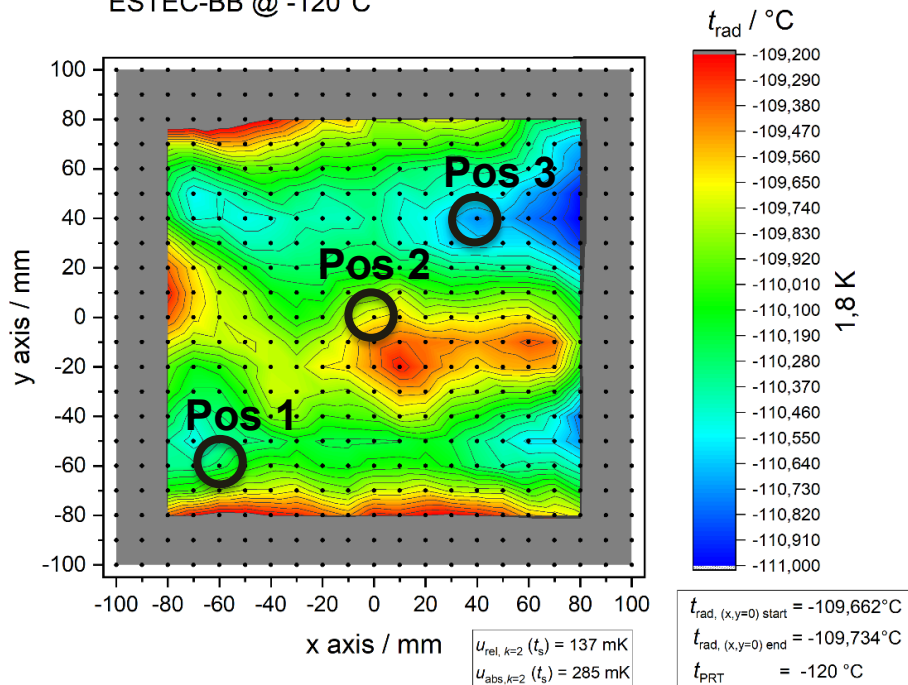 ESTEC-BB @ -120°C
t_rad / °C
100
80
60
40
20
0
-20
-40
-60
-80
-100
y axis / mm
Pos 3
Pos 2
Pos 1
-100 -80 -60 -40 -20 0 20 40 60 80 100
x axis / mm
-109,200
-109,290
-109,380
-109,470
-109,560
-109,650
-109,740
-109,830
-109,920
-110,010
-110,100
-110,190
-110,280
-110,370
-110,460
-110,550
-110,640
-110,730
-110,820
-110,910
-111,000
1,8 K
u_rel, k=2 (t_s) = 137 mK
u_abs,k=2 (t_s) = 285 mK
t_rad, (x,y=0) start = -109,662°C
t_rad, (x,y=0) end = -109,734°C
t_PRT = -120 °C